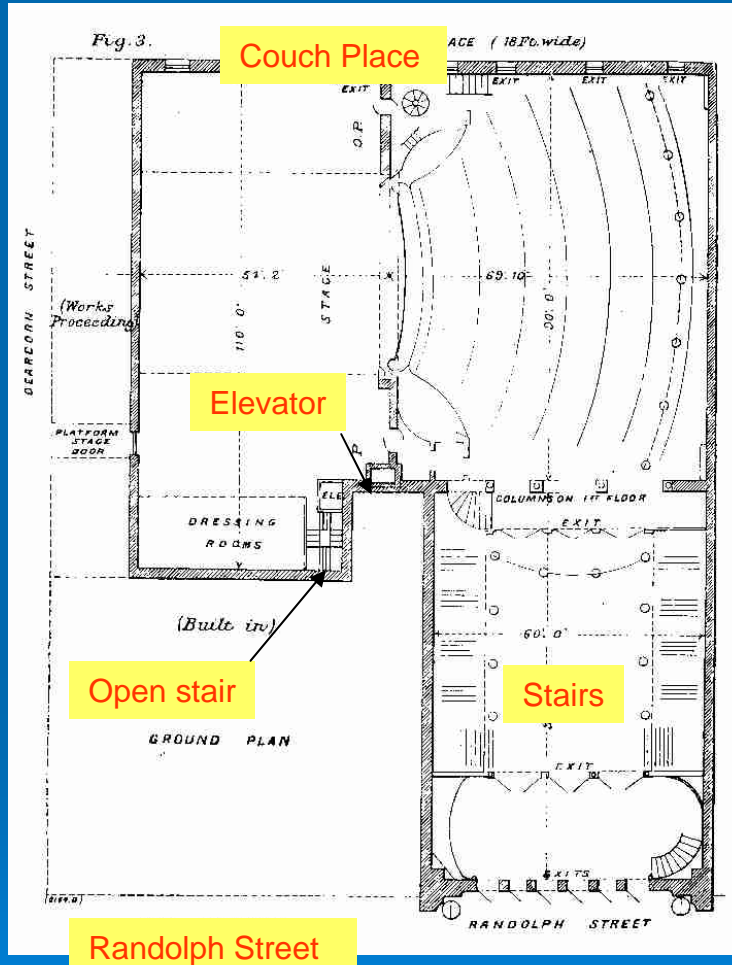 Fig. 3.
Couch Place
ACE (18 Ft. wide)
EXIT
EXIT
EXIT
EXIT
O.P.
DEARCORN STREET
(Works
Proceeding)
51'. 2'
STAGE
69.10"
110'. 0"
Elevator
PLATFORM
STAGE
DOOR
P
ELE
COLUMNS ON 1ST FLOOR
EXIT
DRESSING
ROOMS
(Built in)
60'. 0"
Open stair
Stairs
GROUND PLAN
EXIT
EXITS
RANDOLPH STREET
Randolph Street